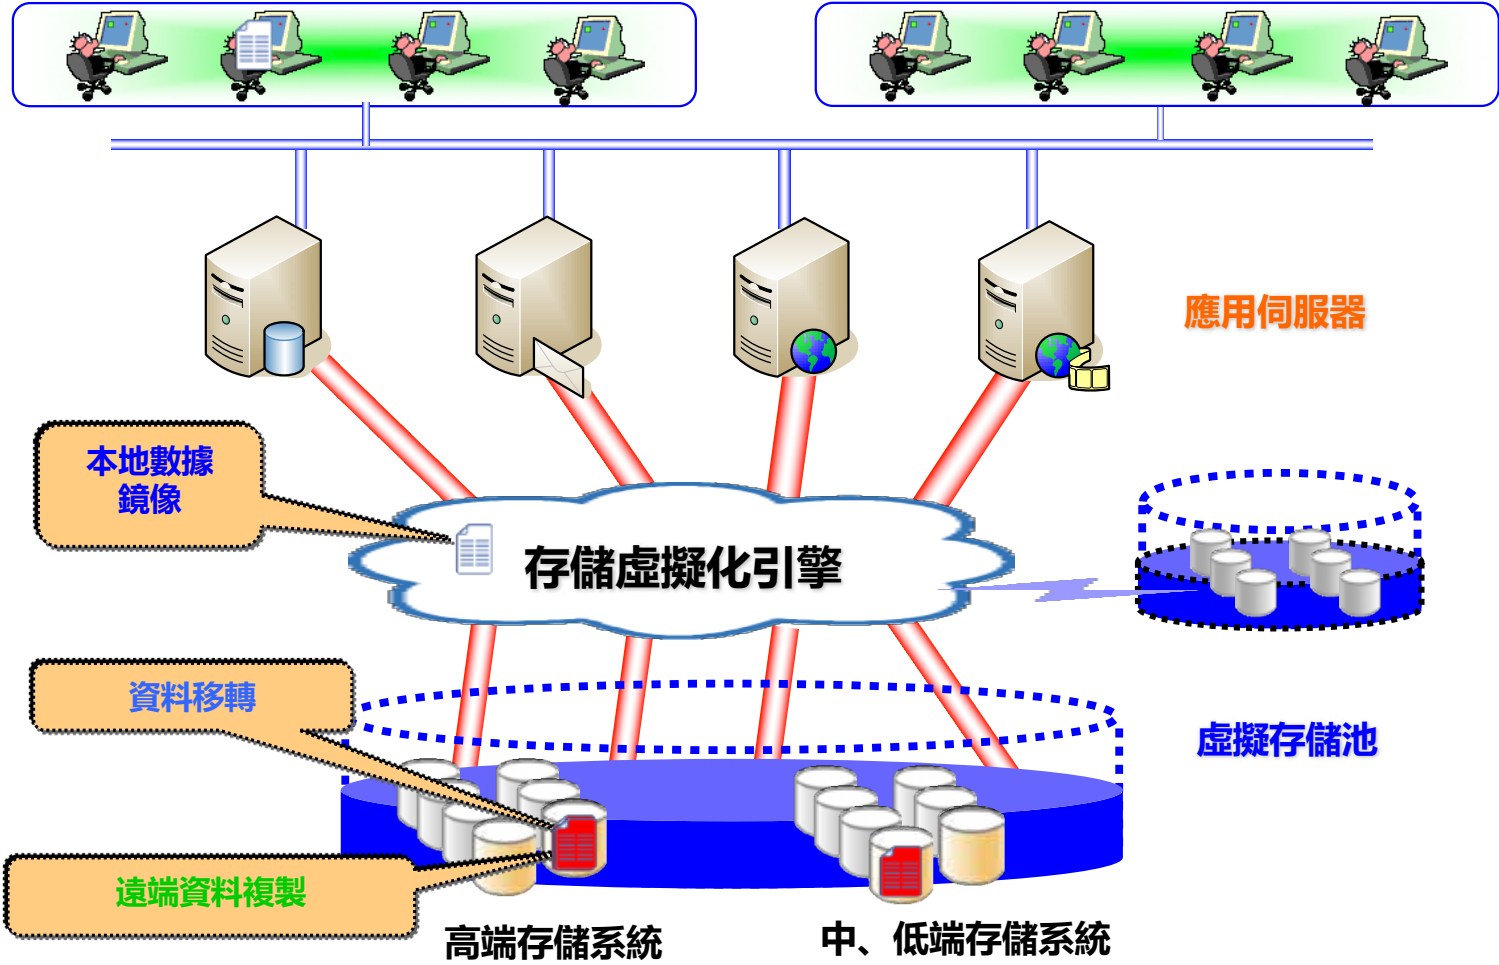 應用伺服器
本地數據
鏡像
存儲虛擬化引擎
資料移轉
虛擬存儲池
遠端資料複製
高端存儲系統
中、低端存儲系統